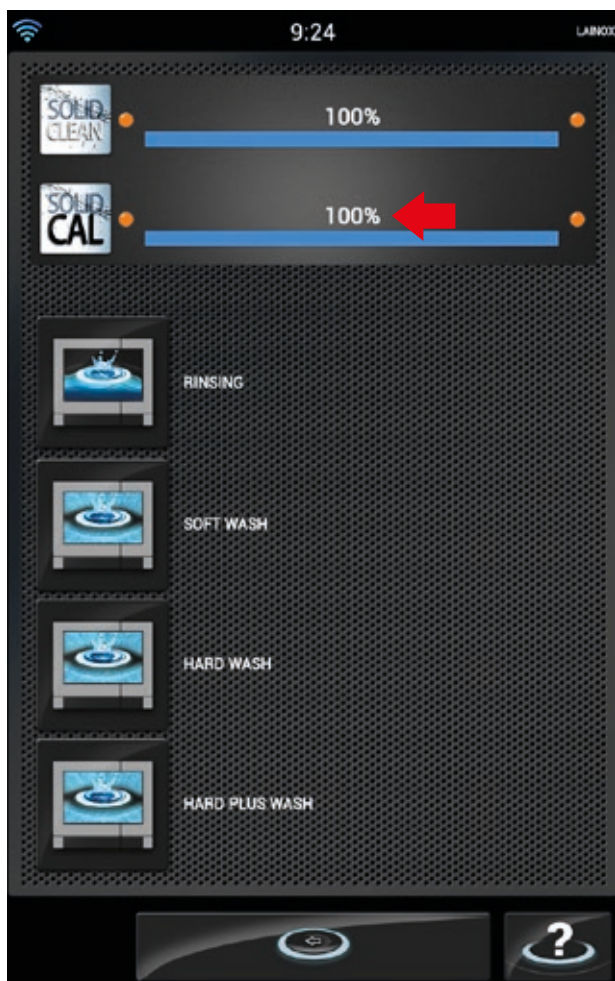 9:24
LAINOX
SOLID
CLEAN
100%
SOLID
CAL
100%
RINSING
SOFT WASH
HARD WASH
HARD PLUS WASH
?